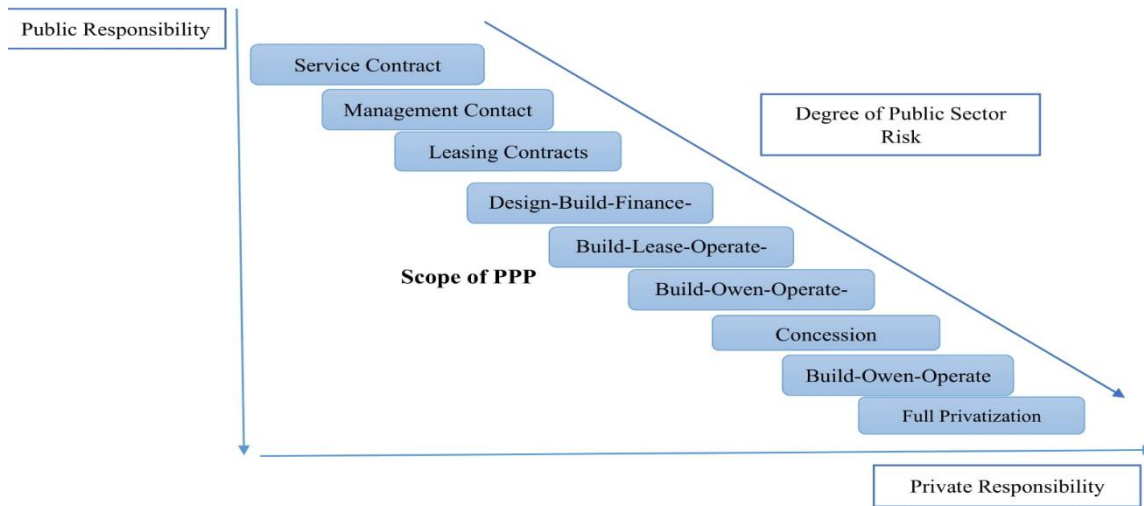 Public Responsibility
Service Contract
Management Contact
Degree of Public Sector
Risk
Leasing Contracts
Design-Build-Finance-
Build-Lease-Operate-
Scope of PPP
Build-Owen-Operate-
Concession
Build-Owen-Operate
Full Privatization
Private Responsibility